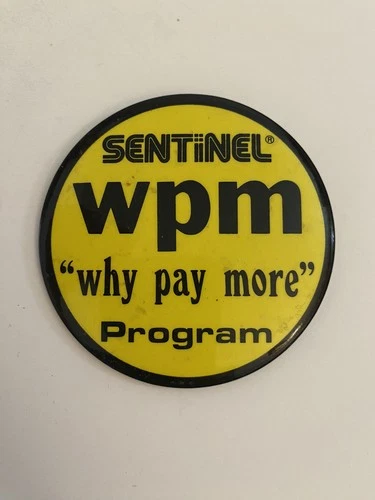 SENTiNEL®
wpm
“why pay more”
Program